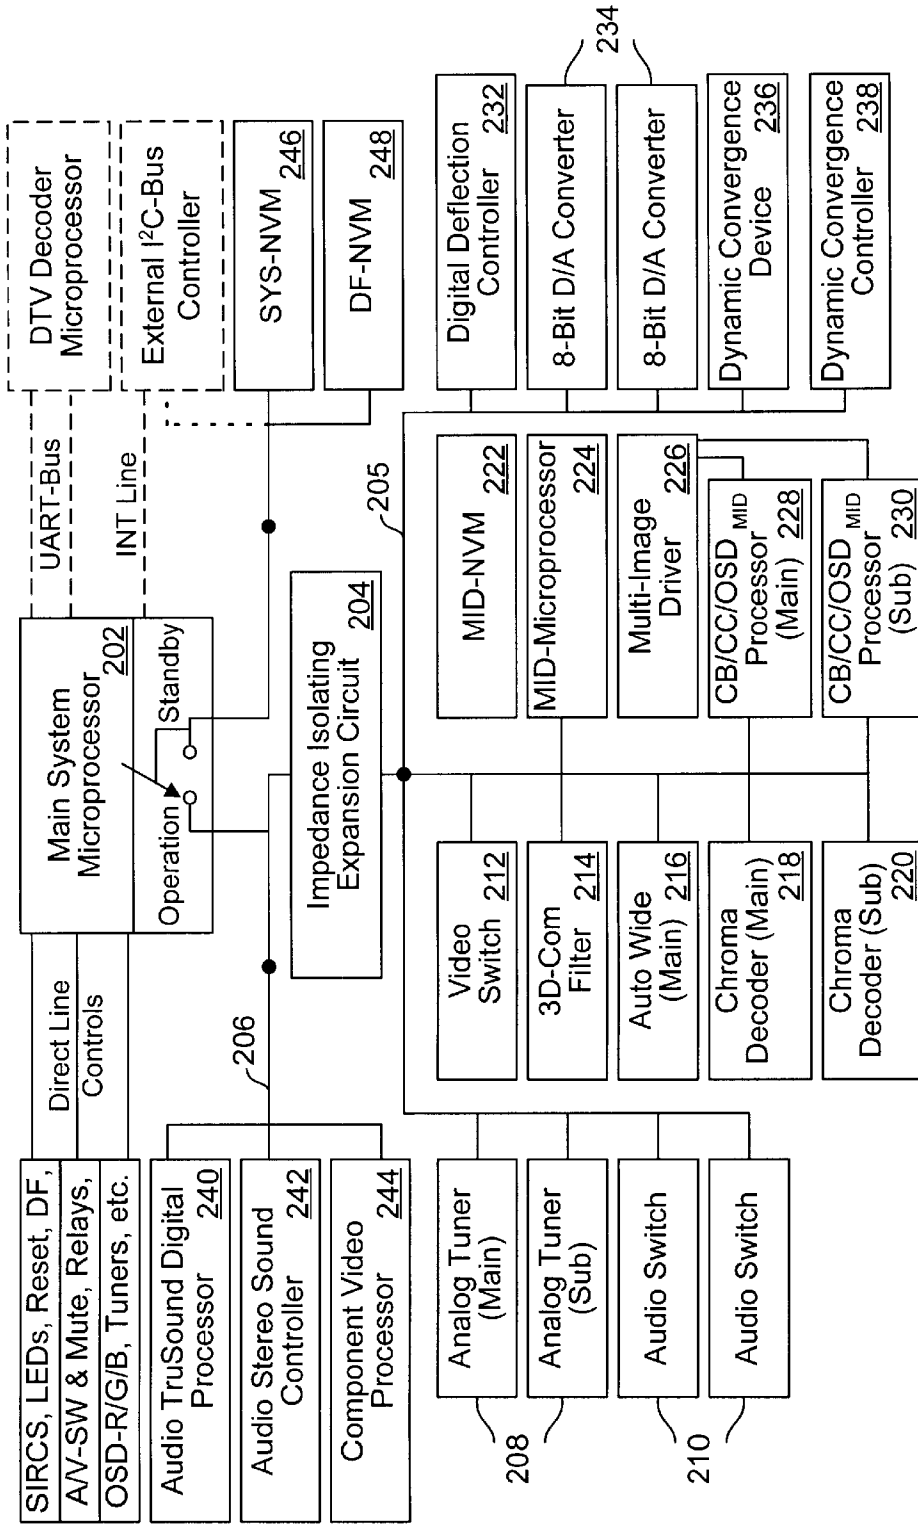 SIRCS, LEDs, Reset, DF,
A/V-SW & Mute, Relays,
OSD-R/G/B, Tuners, etc.
Direct Line
Controls
Main System
Microprocessor
202
Operation
Standby
UART-Bus
INT Line
DTV Decoder
Microprocessor
External I²C-Bus
Controller
SYS-NVM
246
DF-NVM
248
Audio TruSound Digital
Processor
240
Audio Stereo Sound
Controller
242
Component Video
Processor
244
206
Impedance Isolating
Expansion Circuit
204
205
Analog Tuner
(Main)
Analog Tuner
(Sub)
208
Audio Switch
Audio Switch
210
Video
Switch
212
3D-Com
Filter
214
Auto Wide
(Main)
216
Chroma
Decoder (Main)
218
Chroma
Decoder (Sub)
220
MID-NVM
222
MID-Microprocessor
224
Multi-Image
Driver
226
CB/CC/OSD MID
Processor
(Main)
228
CB/CC/OSD MID
Processor
(Sub)
230
Digital Deflection
Controller
232
8-Bit D/A Converter
8-Bit D/A Converter
234
Dynamic Convergence
Device
236
Dynamic Convergence
Controller
238